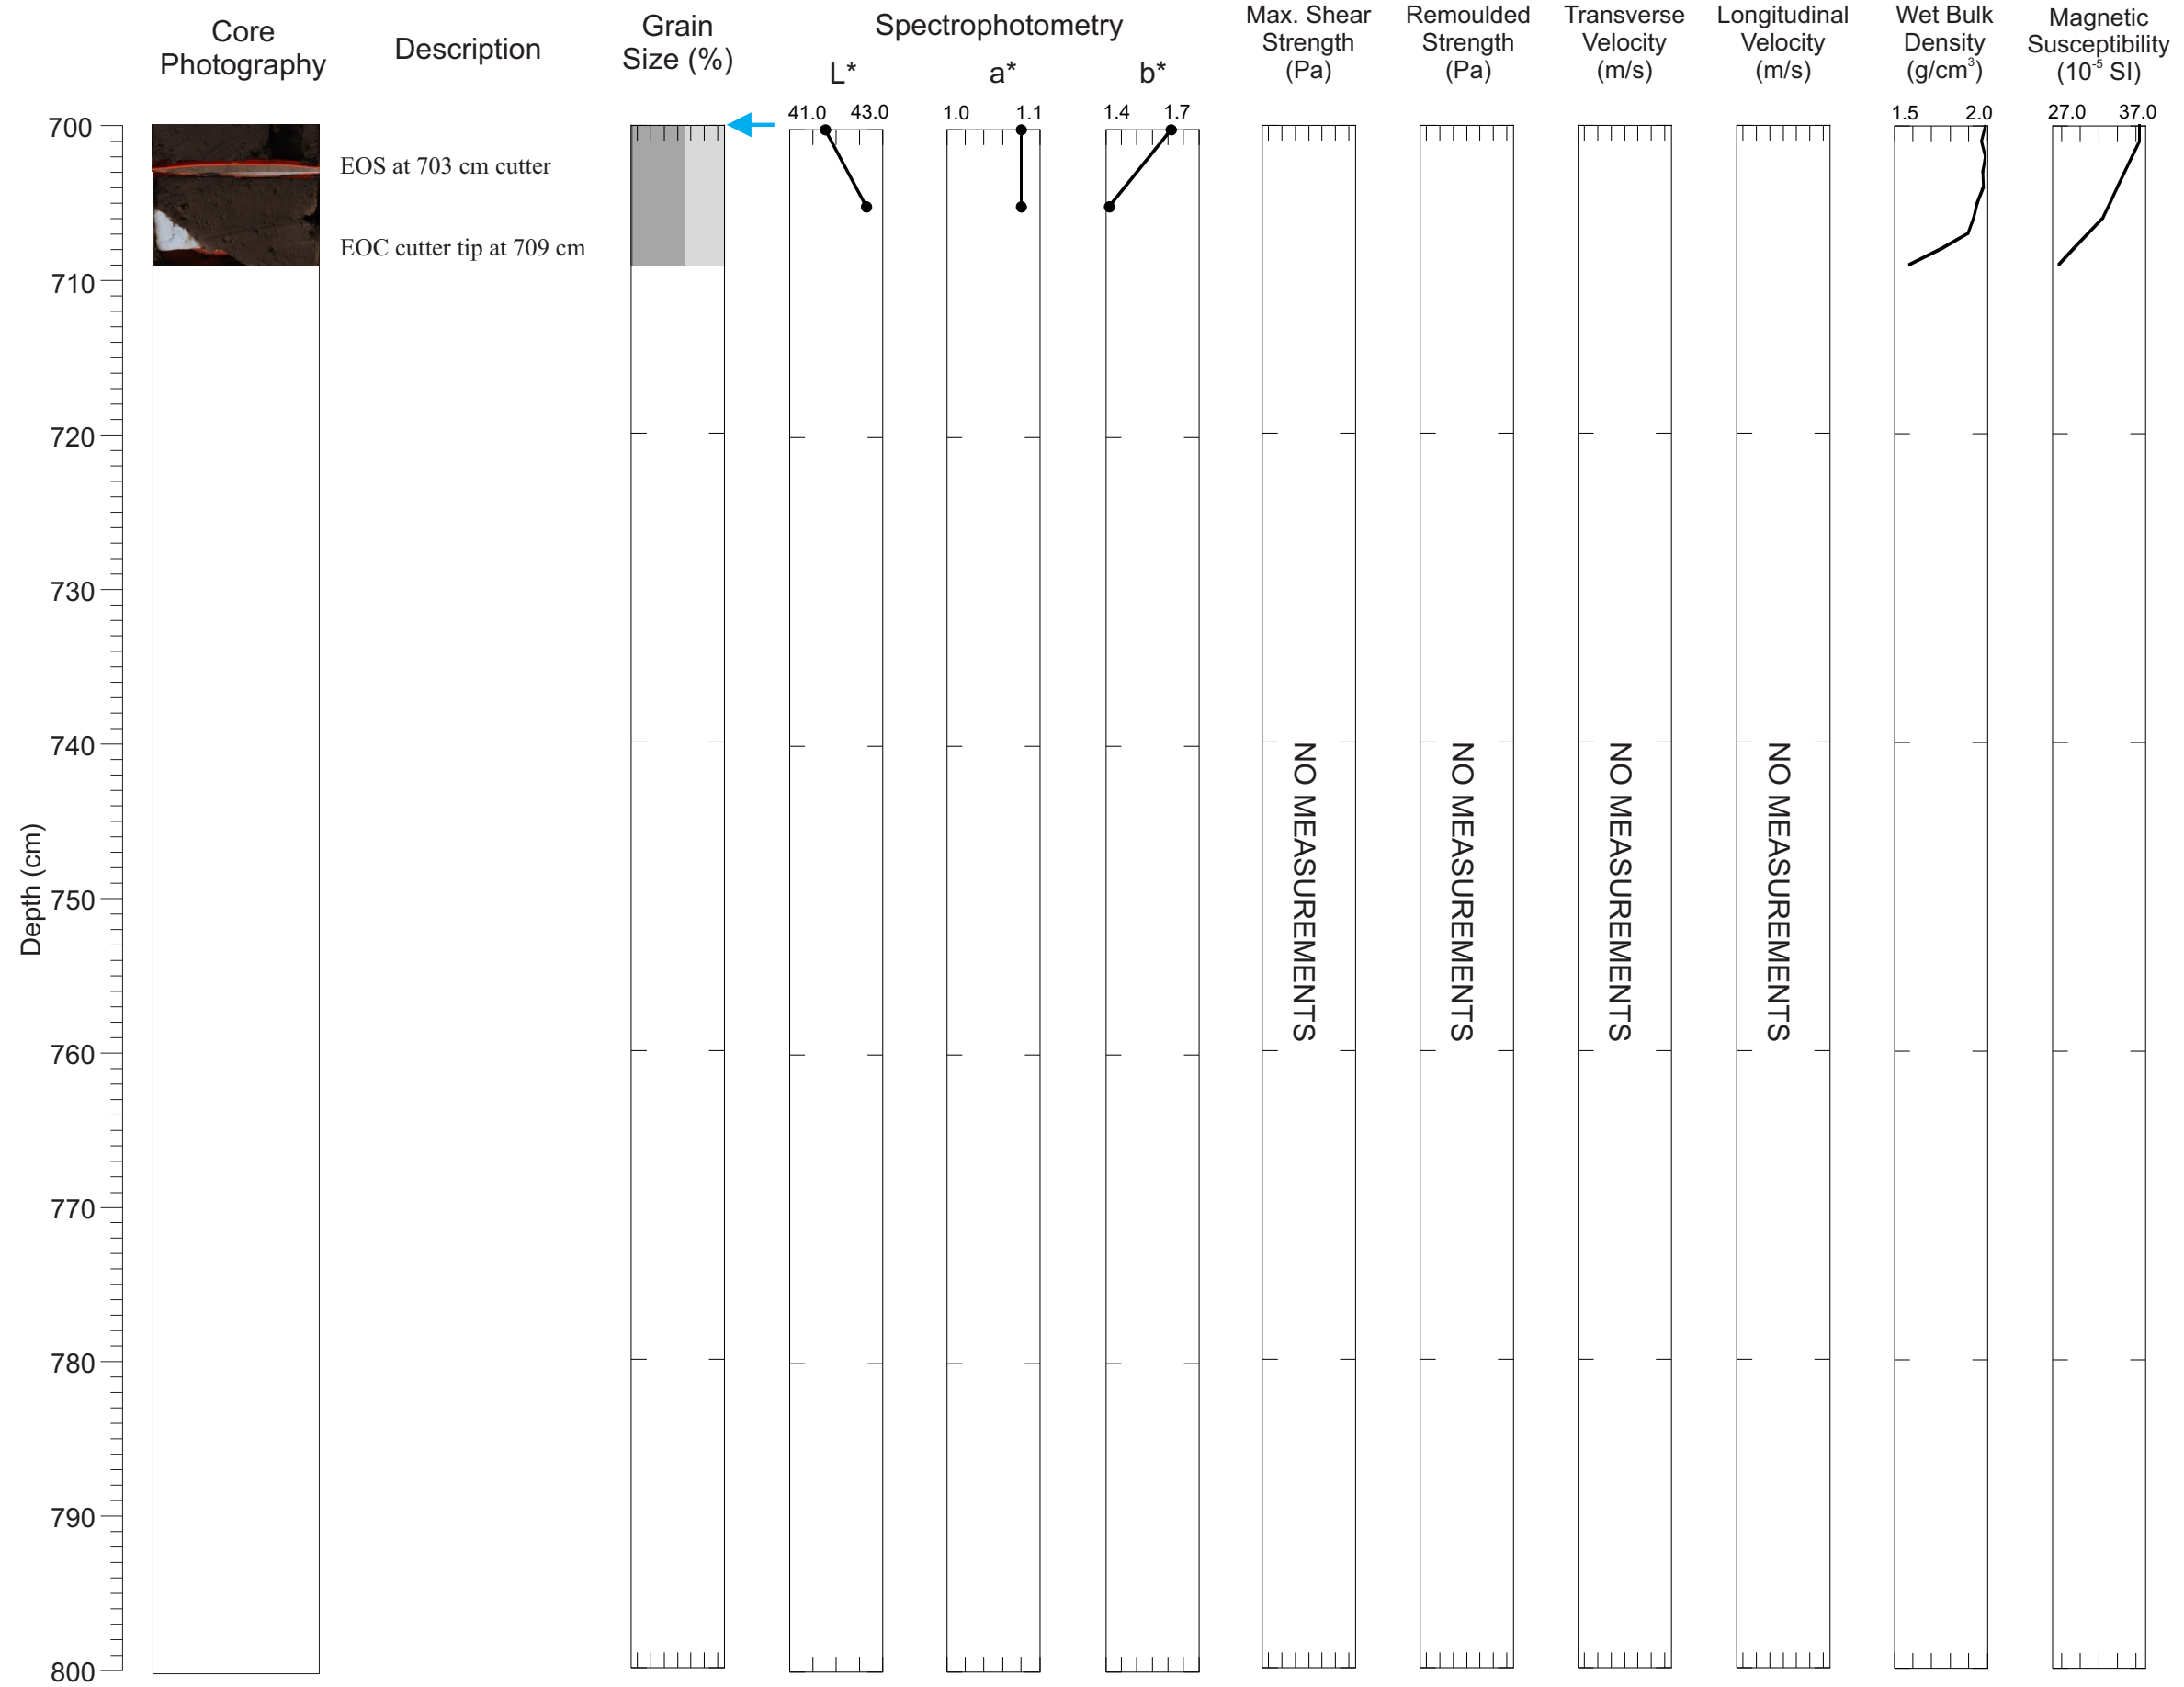 Core
Photography
Description
Grain
Size (%)
Spectrophotometry
L*
a*
b*
Max. Shear
Strength
(Pa)
Remoulded
Strength
(Pa)
Transverse
Velocity
(m/s)
Longitudinal
Velocity
(m/s)
Wet Bulk
Density
(g/cm³)
Magnetic
Susceptibility
(10⁻⁵ SI)
41.0 43.0
1.0 1.1
1.4 1.7
1.5 2.0
27.0 37.0
700
EOS at 703 cm cutter
EOC cutter tip at 709 cm
710
720
730
740
750
760
770
780
790
800
Depth (cm)
NO MEASUREMENTS
NO MEASUREMENTS
NO MEASUREMENTS
NO MEASUREMENTS